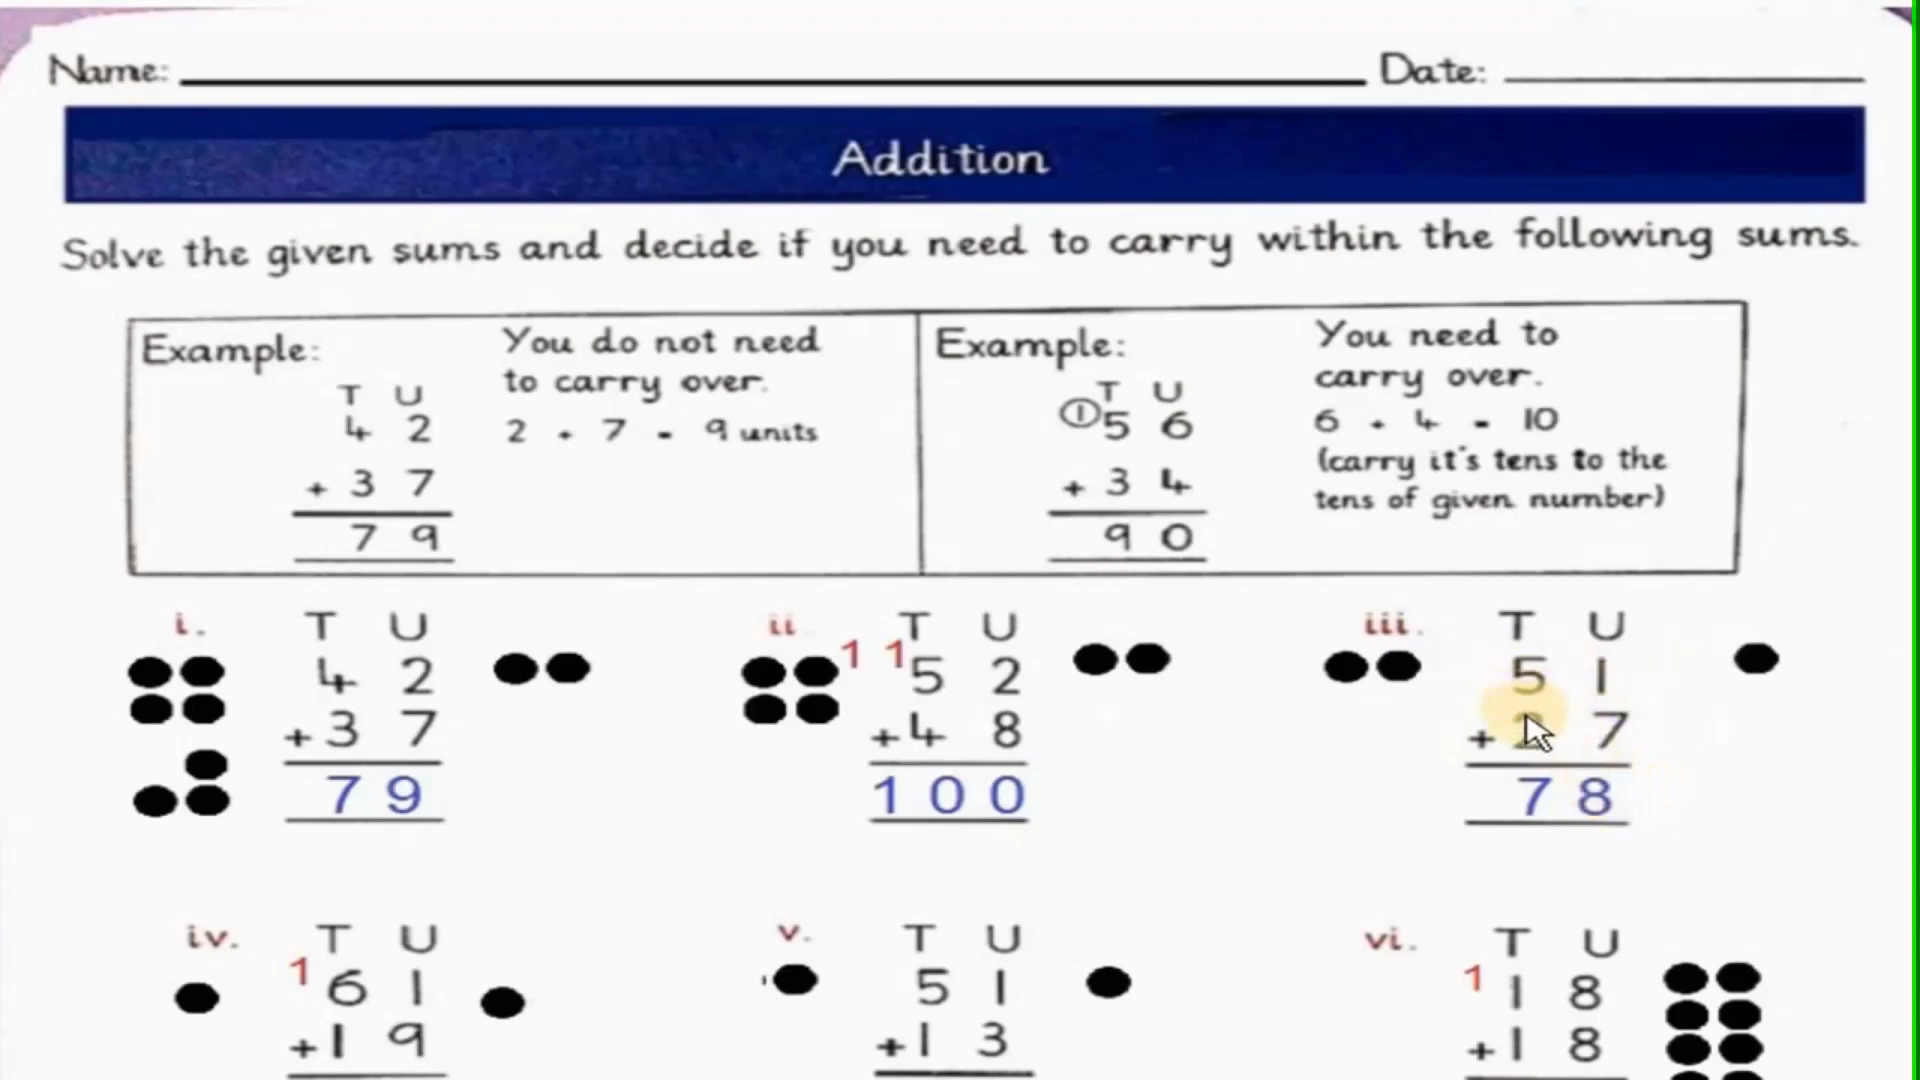 Name: Date:
Addition
Solve the given sums and decide if you need to carry within the following sums.
Example:
You do not need
to carry over.
2 + 7 = 9 units
T U
4 2
+ 3 7
7 9
Example:
You need to
carry over.
6 + 4 = 10
(carry it's tens to the
tens of given number)
T U
1 5 6
+ 3 4
9 0
i. T U
4 2
+ 3 7
7 9
ii T U
1 1
5 2
+ 4 8
1 0 0
iii. T U
5 1
+ 2 7
7 8
iv. T U
1
6 1
+ 1 9
v. T U
5 1
+ 1 3
vi. T U
1
1 8
+ 1 8